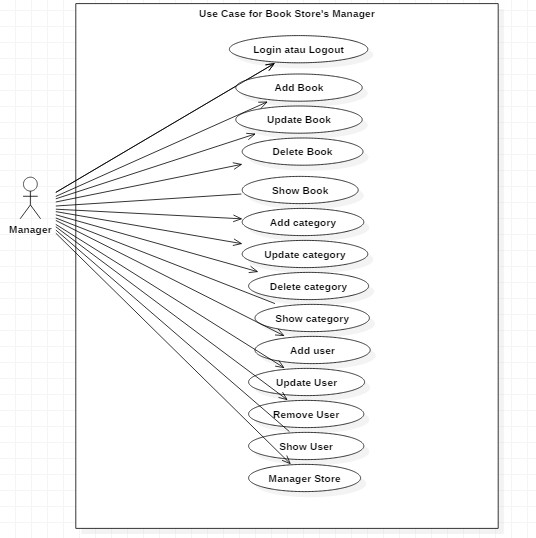 Use Case for Book Store's Manager
Login atau Logout
Add Book
Update Book
Delete Book
Show Book
Add category
Update category
Delete category
Show category
Add user
Update User
Remove User
Show User
Manager Store
Manager